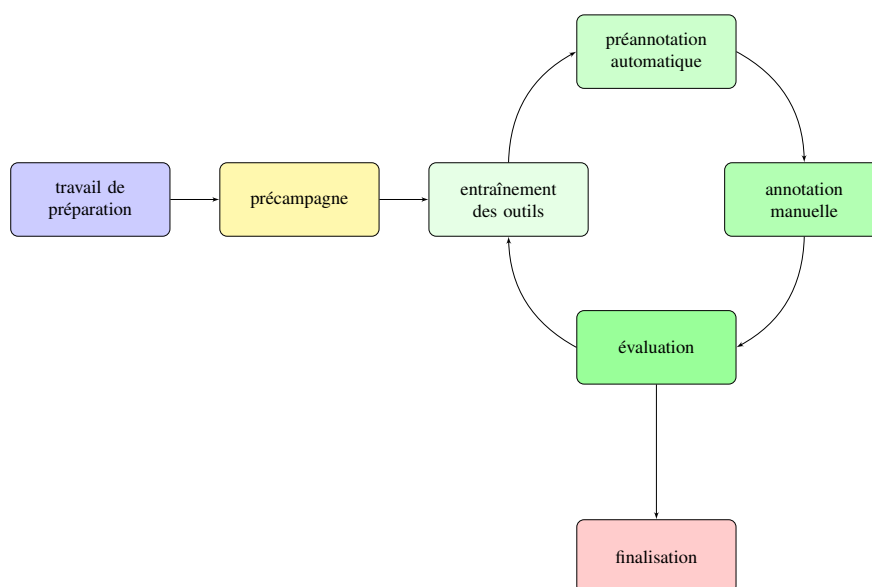 préannotation
automatique
travail de
préparation
précampagne
entraînement
des outils
annotation
manuelle
évaluation
finalisation